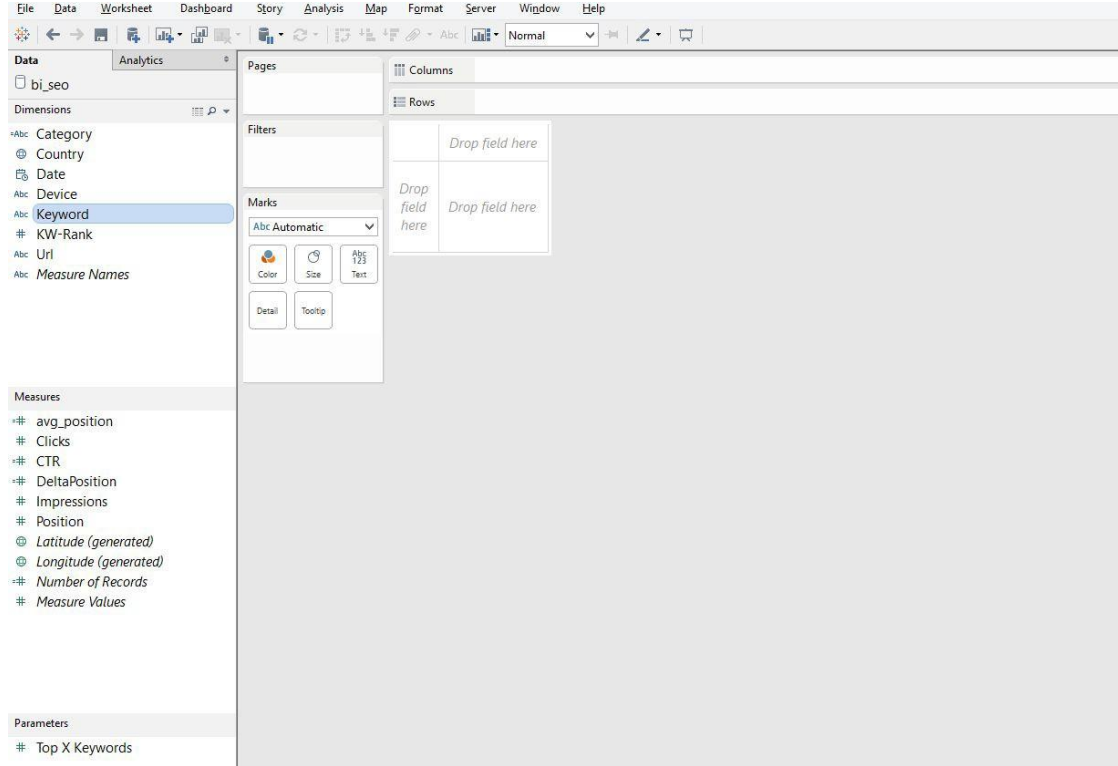 File Data Worksheet Dashboard Story Analysis Map Format Server Window Help
Abc Normal
Data Analytics
bi_seo
Dimensions
Abc Category
Country
Date
Abc Device
Abc Keyword
# KW-Rank
Abc Url
Abc Measure Names
Measures
=# avg_position
# Clicks
=# CTR
=# DeltaPosition
# Impressions
# Position
Latitude (generated)
Longitude (generated)
=# Number of Records
# Measure Values
Parameters
# Top X Keywords
Pages
Filters
Marks
Abc Automatic
Color Size Abc 123 Text
Detail Tooltip
Columns
Rows
Drop field here
Drop field here
Drop field here